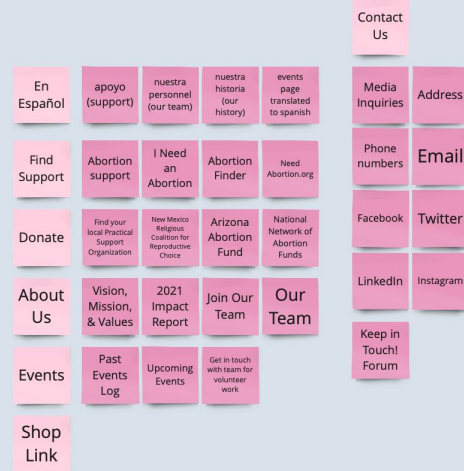 Contact
Us
En
Español
apoyo
(support)
nuestra
personnel
(our team)
nuestra
historia
(our
history)
events
page
translated
to spanish
Media
Inquiries
Address
Find
Support
Abortion
support
I Need
an
Abortion
Abortion
Finder
Need
Abortion.org
Phone
numbers
Email
Donate
Find your
local Practical
Support
Organization
New Mexico
Religious
Coalition for
Reproductive
Choice
Arizona
Abortion
Fund
National
Network of
Abortion
Funds
Facebook
Twitter
About
Us
Vision,
Mission,
& Values
2021
Impact
Report
Join Our
Team
Our
Team
LinkedIn
Instagram
Events
Past
Events
Log
Upcoming
Events
Get in touch
with team for
volunteer
work
Keep in
Touch!
Forum
Shop
Link